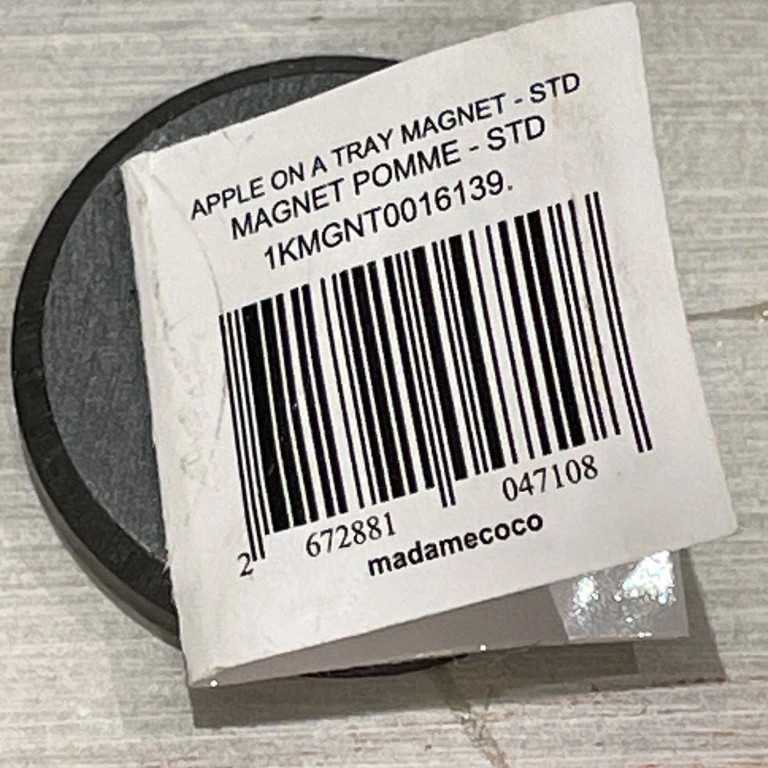 APPLE ON A TRAY MAGNET - STD
MAGNET POMME - STD
1KMGNT0016139.
2 672881 047108
madamecoco